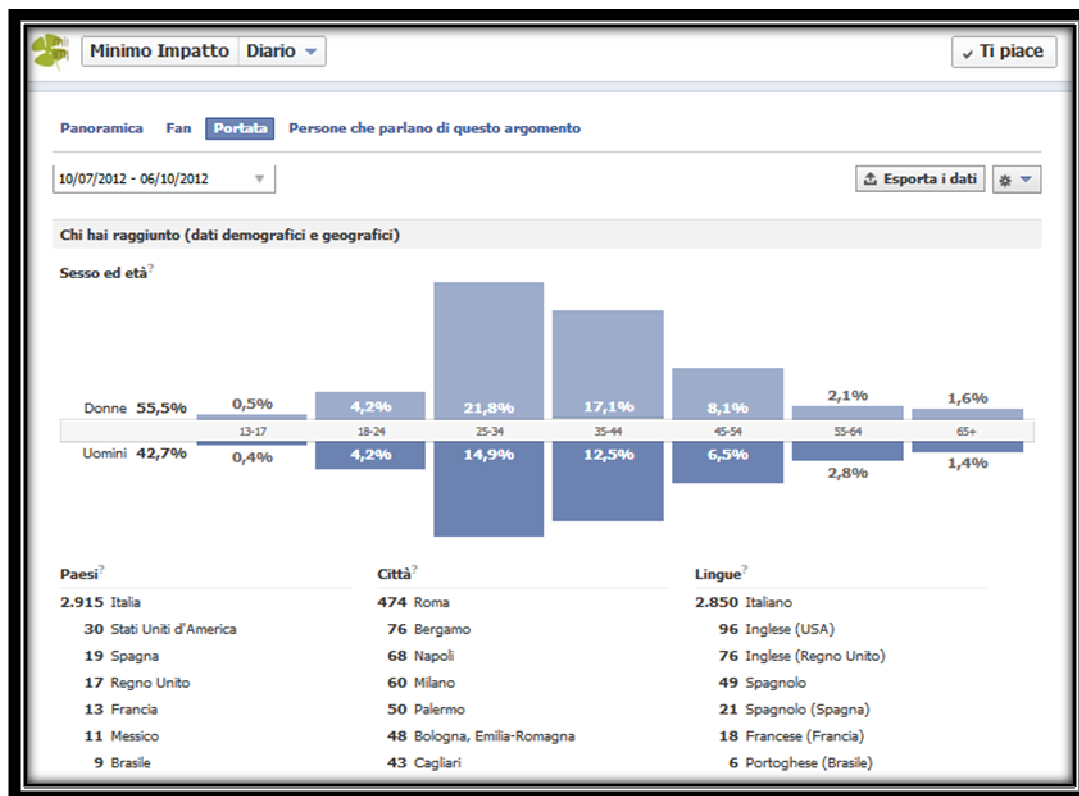 Minimo Impatto Diario
Ti piace
Panoramica Fan Portata Persone che parlano di questo argomento
10/07/2012 - 06/10/2012
Esporta i dati
Chi hai raggiunto (dati demografici e geografici)
Sesso ed età?
Donne 55,5% 0,5% 4,2% 21,8% 17,1% 8,1% 2,1% 1,6%
13-17 18-24 25-34 35-44 45-54 55-64 65+
Uomini 42,7% 0,4% 4,2% 14,9% 12,5% 6,5% 2,8% 1,4%
Paesi? Città? Lingue?
2.915 Italia 474 Roma 2.850 Italiano
30 Stati Uniti d'America 76 Bergamo 96 Inglese (USA)
19 Spagna 68 Napoli 76 Inglese (Regno Unito)
17 Regno Unito 60 Milano 49 Spagnolo
13 Francia 50 Palermo 21 Spagnolo (Spagna)
11 Messico 48 Bologna, Emilia-Romagna 18 Francese (Francia)
9 Brasile 43 Cagliari 6 Portoghese (Brasile)